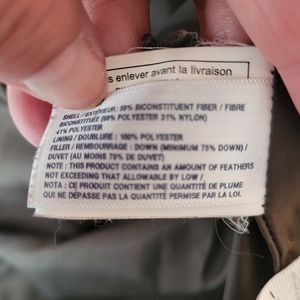 s enlever avant la livraison
SHELL / EXTÉRIEUR: 59% BICONSTITUENT FIBER / FIBRE
BICONSTITUÉE (69% POLYESTER 31% NYLON)
41% POLYESTER
LINING / DOUBLURE : 100% POLYESTER
FILLER / REMBOURRAGE : DOWN (MINIMUM 75% DOWN) /
DUVET (AU MOINS 75% DE DUVET)
NOTE : THIS PRODUCT CONTAINS AN AMOUNT OF FEATHERS
NOT EXCEEDING THAT ALLOWABLE BY LAW /
NOTA : CE PRODUIT CONTIENT UNE QUANTITÉ DE PLUME
QUI NE DÉPASSE PAS LA QUANTITÉ PERMISE PAR LA LOI.